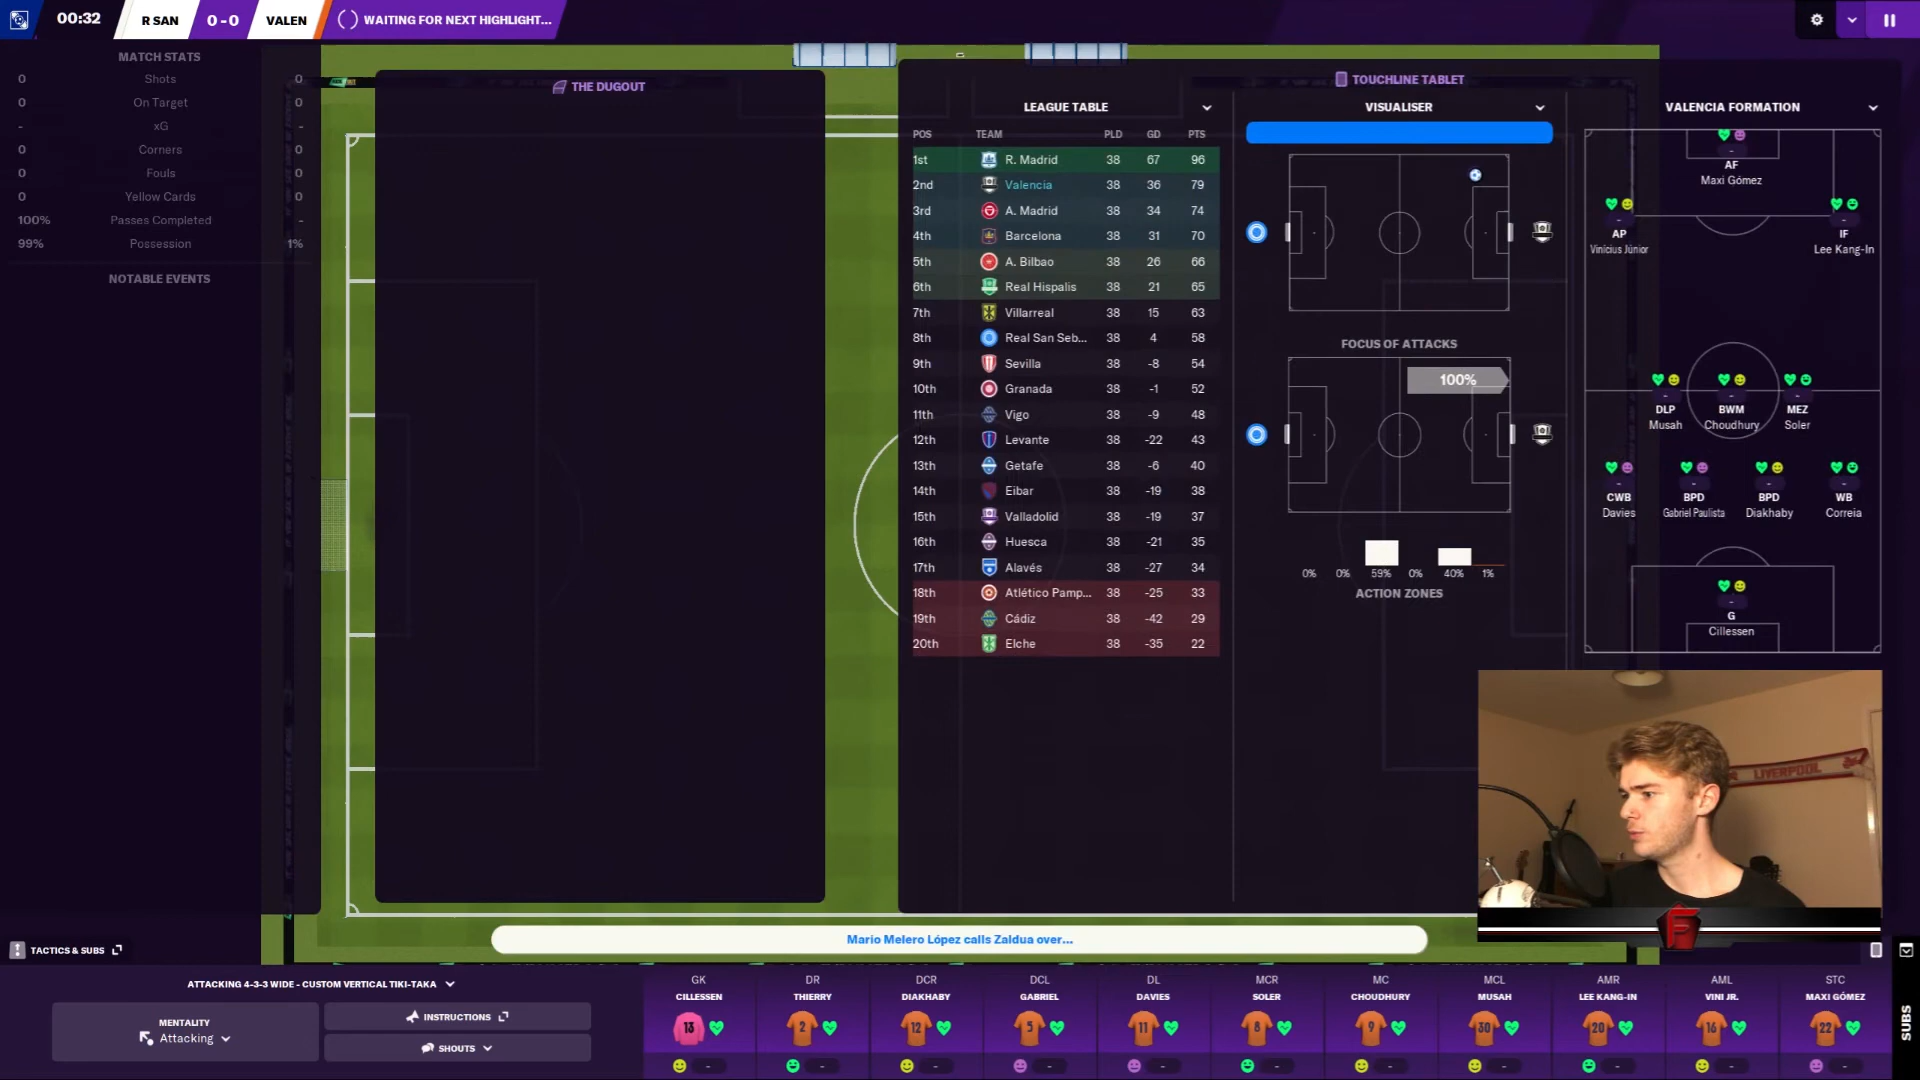 00:32
R SAN
0 - 0
VALEN
WAITING FOR NEXT HIGHLIGHT...
MATCH STATS
0 Shots 0
0 On Target 0
- xG -
0 Corners 0
0 Fouls 0
0 Yellow Cards 0
100% Passes Completed -
99% Possession 1%
NOTABLE EVENTS
THE DUGOUT
TOUCHLINE TABLET
LEAGUE TABLE
POS TEAM PLD GD PTS
1st R. Madrid 38 67 96
2nd Valencia 38 36 79
3rd A. Madrid 38 34 74
4th Barcelona 38 31 70
5th A. Bilbao 38 26 66
6th Real Hispalis 38 21 65
7th Villarreal 38 15 63
8th Real San Seb... 38 4 58
9th Sevilla 38 -8 54
10th Granada 38 -1 52
11th Vigo 38 -9 48
12th Levante 38 -22 43
13th Getafe 38 -6 40
14th Eibar 38 -19 38
15th Valladolid 38 -19 37
16th Huesca 38 -21 35
17th Alavés 38 -27 34
18th Atlético Pamp... 38 -25 33
19th Cádiz 38 -42 29
20th Elche 38 -35 22
VISUALISER
FOCUS OF ATTACKS
100%
0% 0% 59% 0% 40% 1%
ACTION ZONES
VALENCIA FORMATION
-
AF
Maxi Gómez
- -
AP IF
Vinícius Júnior Lee Kang-In
- - -
DLP BWM MEZ
Musah Choudhury Soler
- - - -
CWB BPD BPD WB
Davies Gabriel Paulista Diakhaby Correia
-
G
Cillessen
LIVERPOOL
F
Mario Melero López calls Zaldua over...
TACTICS & SUBS
ATTACKING 4-3-3 WIDE - CUSTOM VERTICAL TIKI-TAKA
MENTALITY
Attacking
INSTRUCTIONS
SHOUTS
GK DR DCR DCL DL MCR MC MCL AMR AML STC
CILLESSEN THIERRY DIAKHABY GABRIEL DAVIES SOLER CHOUDHURY MUSAH LEE KANG-IN VINI JR. MAXI GÓMEZ
13 2 12 5 11 8 9 30 20 16 22
- - - - - - - - - - -
SUBS